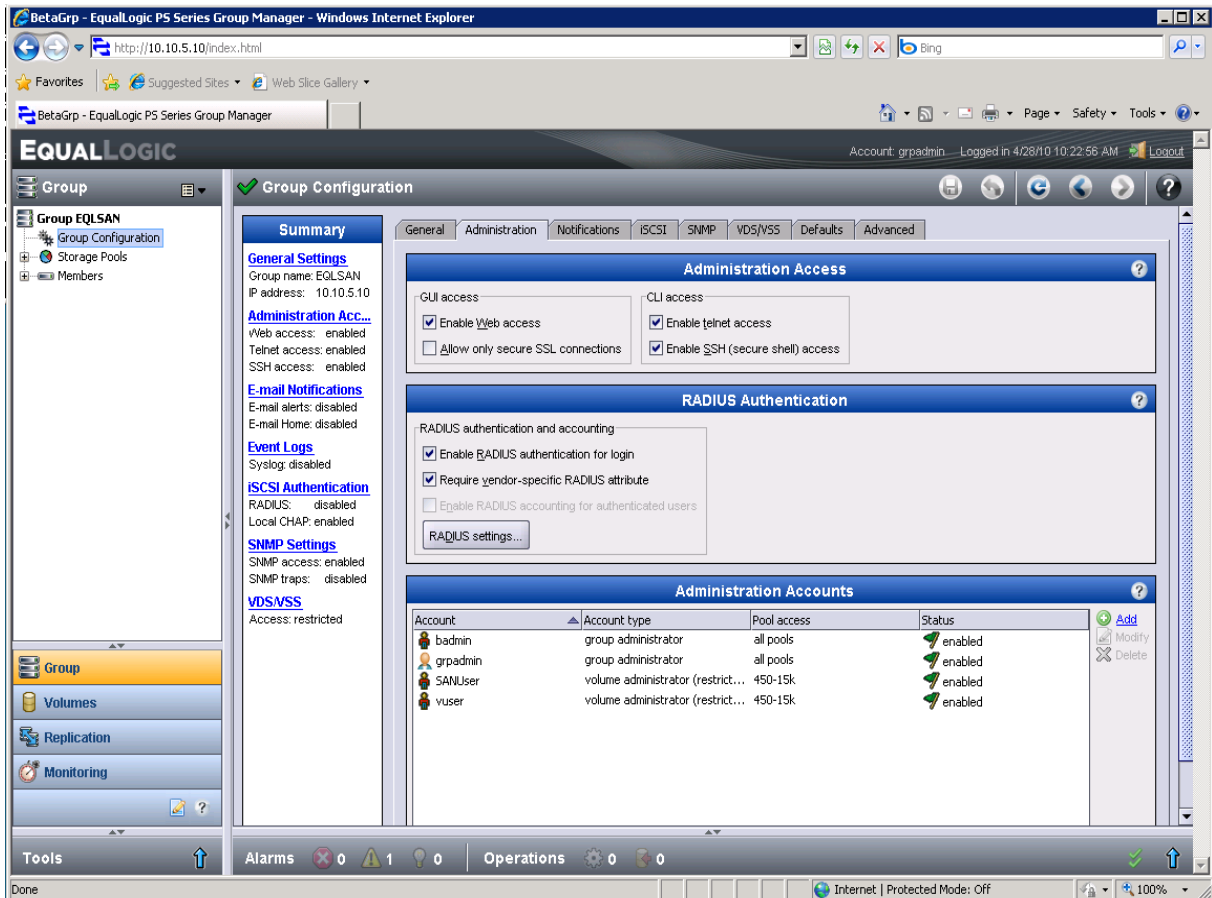 BetaGrp - EqualLogic PS Series Group Manager - Windows Internet Explorer
http://10.10.5.10/index.html
Bing
Favorites
Suggested Sites
Web Slice Gallery
BetaGrp - EqualLogic PS Series Group Manager
Page
Safety
Tools
EQUALLOGIC
Account: grpadmin
Logged in 4/28/10 10:22:56 AM
Logout
Group
Group Configuration
Group EQLSAN
Group Configuration
Storage Pools
Members
Summary
General Settings
Group name: EQLSAN
IP address: 10.10.5.10
Administration Acc...
Web access: enabled
Telnet access: enabled
SSH access: enabled
E-mail Notifications
E-mail alerts: disabled
E-mail Home: disabled
Event Logs
Syslog: disabled
iSCSI Authentication
RADIUS: disabled
Local CHAP: enabled
SNMP Settings
SNMP access: enabled
SNMP traps: disabled
VDS/VSS
Access: restricted
General
Administration
Notifications
iSCSI
SNMP
VDS/VSS
Defaults
Advanced
Administration Access
GUI access
Enable Web access
Allow only secure SSL connections
CLI access
Enable telnet access
Enable SSH (secure shell) access
RADIUS Authentication
RADIUS authentication and accounting
Enable RADIUS authentication for login
Require vendor-specific RADIUS attribute
Enable RADIUS accounting for authenticated users
RADIUS settings...
Administration Accounts
Account Account type Pool access Status
badmin group administrator all pools enabled
grpadmin group administrator all pools enabled
SANUser volume administrator (restrict... 450-15k enabled
vuser volume administrator (restrict... 450-15k enabled
Add
Modify
Delete
Group
Volumes
Replication
Monitoring
Tools
Alarms 0 1 0
Operations 0 0
Done
Internet | Protected Mode: Off
100%